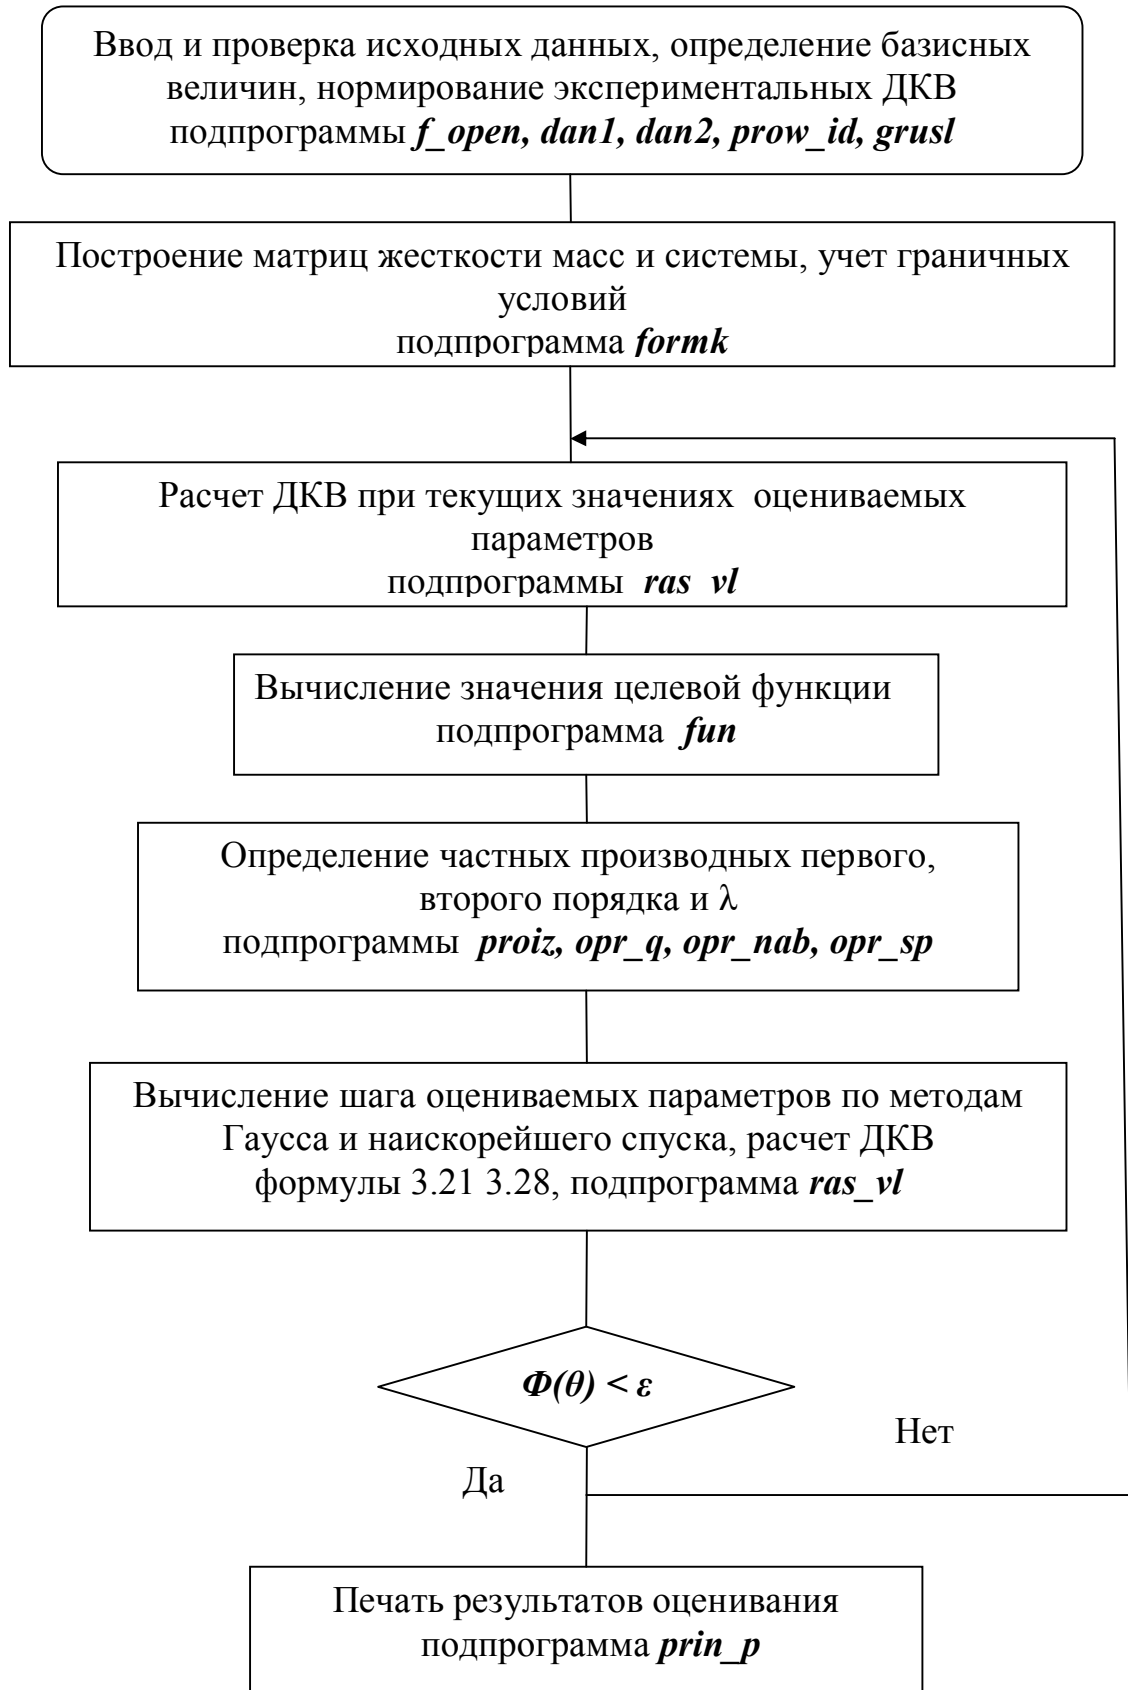 Ввод и проверка исходных данных, определение базисных
величин, нормирование экспериментальных ДКВ
подпрограммы f_open, dan1, dan2, prow_id, grusl
Построение матриц жесткости масс и системы, учет граничных
условий
подпрограмма formk
Расчет ДКВ при текущих значениях оцениваемых
параметров
подпрограммы ras_vl
Вычисление значения целевой функции
подпрограмма fun
Определение частных производных первого,
второго порядка и λ
подпрограммы proiz, opr_q, opr_nab, opr_sp
Вычисление шага оцениваемых параметров по методам
Гаусса и наискорейшего спуска, расчет ДКВ
формулы 3.21 3.28, подпрограмма ras_vl
Φ(θ) < ε
Нет
Да
Печать результатов оценивания
подпрограмма prin_p